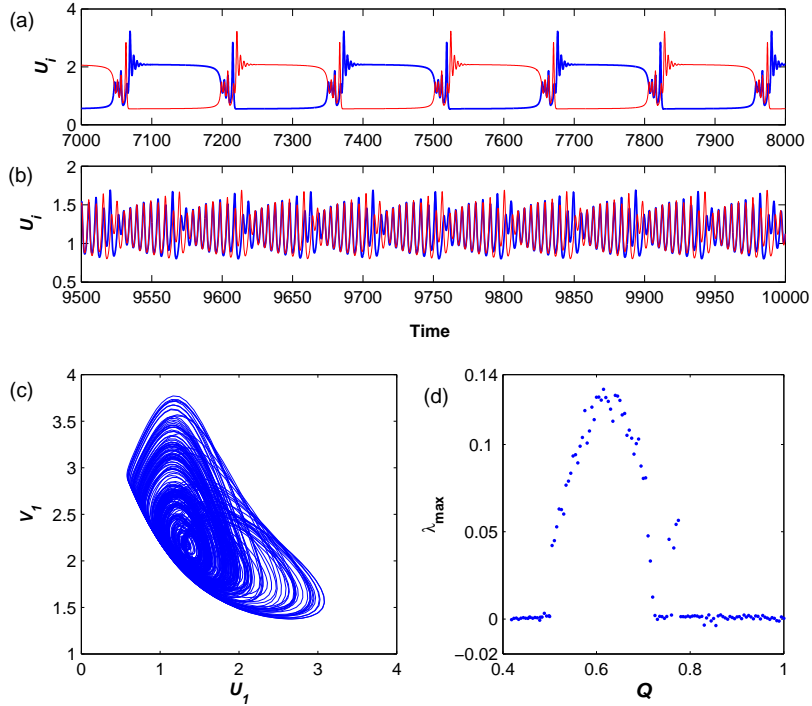 (a)
4
2
0
U_i
7000 7100 7200 7300 7400 7500 7600 7700 7800 7900 8000
(b)
2
1.5
1
0.5
U_i
9500 9550 9600 9650 9700 9750 9800 9850 9900 9950 10000
Time
(c)
4
3.5
3
2.5
2
1.5
1
V_1
0 1 2 3 4
U_1
(d)
0.14
0.1
0.05
0
−0.02
λ_max
0.4 0.6 0.8 1
Q